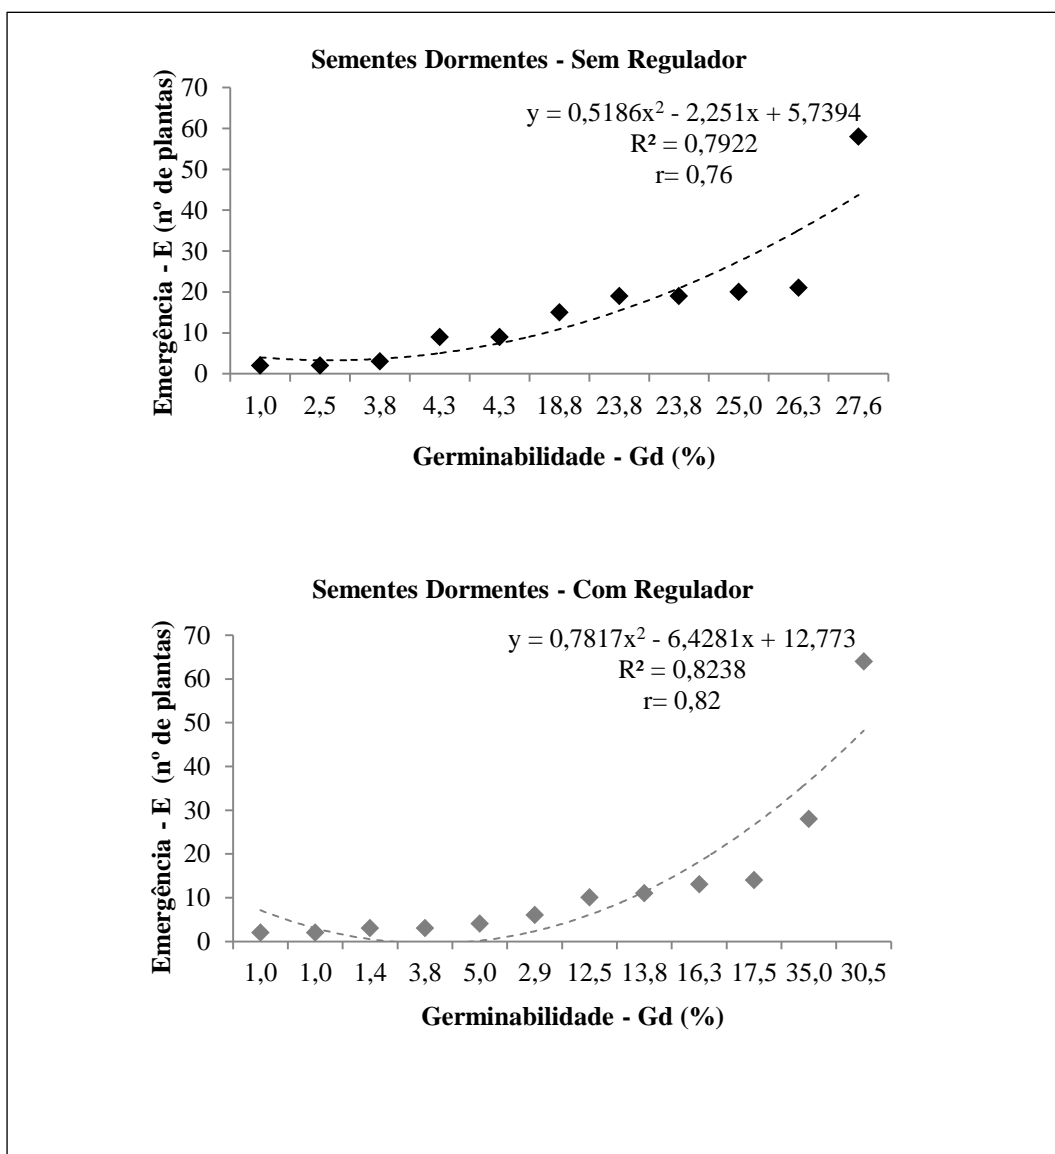 Sementes Dormentes - Sem Regulador
y = 0,5186x² - 2,251x + 5,7394
R² = 0,7922
r= 0,76
Emergência - E (nº de plantas)
70
60
50
40
30
20
10
0
1,0 2,5 3,8 4,3 4,3 18,8 23,8 23,8 25,0 26,3 27,6
Germinabilidade - Gd (%)
Sementes Dormentes - Com Regulador
y = 0,7817x² - 6,4281x + 12,773
R² = 0,8238
r= 0,82
Emergência - E (nº de plantas)
70
60
50
40
30
20
10
0
1,0 1,0 1,4 3,8 5,0 2,9 12,5 13,8 16,3 17,5 35,0 30,5
Germinabilidade - Gd (%)